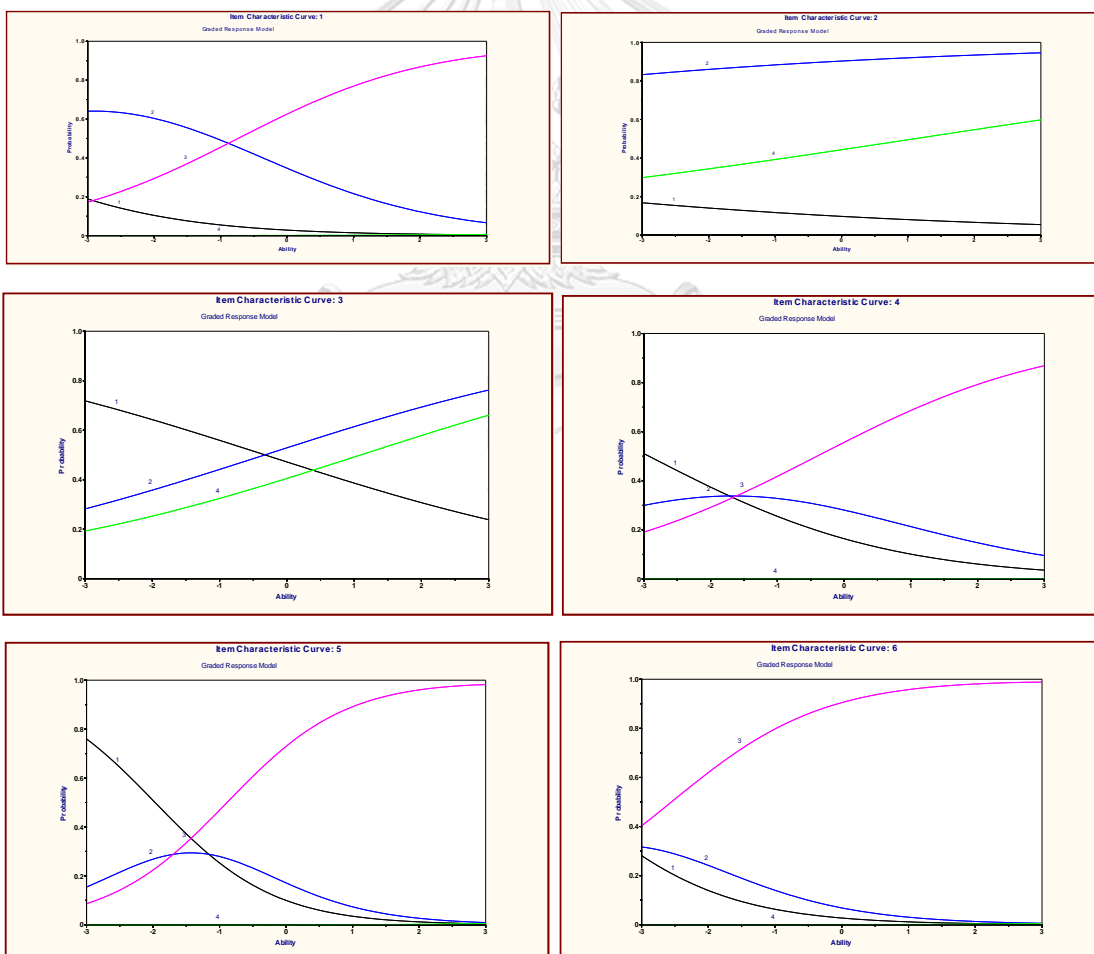 Item Characteristic Curve: 1
Graded Response Model
1.0
0.8
0.6
0.4
0.2
0
Probability
2
3
1
4
-3 -2 -1 0 1 2 3
Ability
Item Characteristic Curve: 2
Graded Response Model
1.0
0.8
0.6
0.4
0.2
0
Probability
2
4
1
-3 -2 -1 0 1 2 3
Ability
Item Characteristic Curve: 3
Graded Response Model
1.0
0.8
0.6
0.4
0.2
0
Probability
1
2
4
-3 -2 -1 0 1 2 3
Ability
Item Characteristic Curve: 4
Graded Response Model
1.0
0.8
0.6
0.4
0.2
0
Probability
1
2 3
4
-3 -2 -1 0 1 2 3
Ability
Item Characteristic Curve: 5
Graded Response Model
1.0
0.8
0.6
0.4
0.2
0
Probability
1
3
2
4
-3 -2 -1 0 1 2 3
Ability
Item Characteristic Curve: 6
Graded Response Model
1.0
0.8
0.6
0.4
0.2
0
Probability
3
2
1
4
-3 -2 -1 0 1 2 3
Ability